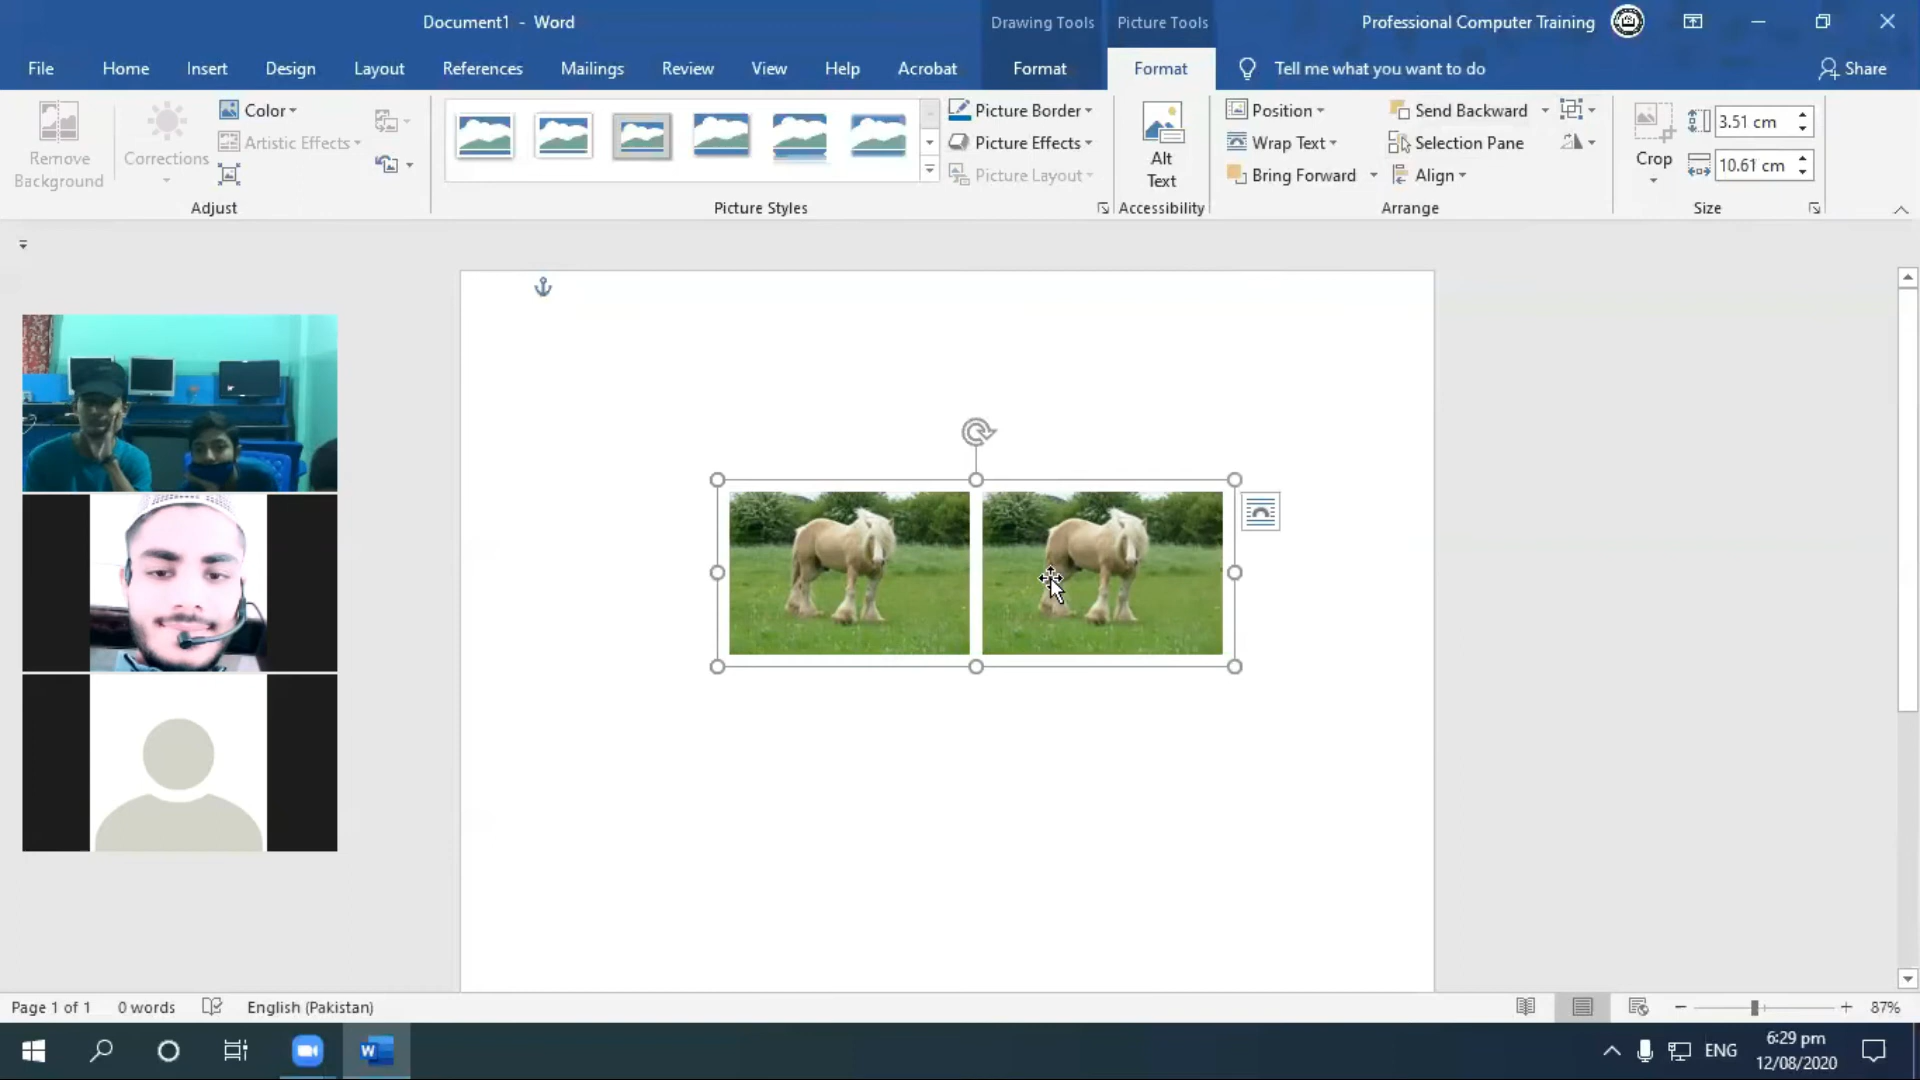 Document1 - Word
Drawing Tools
Picture Tools
Professional Computer Training
File
Home
Insert
Design
Layout
References
Mailings
Review
View
Help
Acrobat
Format
Format
Tell me what you want to do
Share
Remove
Background
Corrections
Color
Artistic Effects
Adjust
Picture Styles
Picture Border
Picture Effects
Picture Layout
Alt
Text
Accessibility
Position
Wrap Text
Bring Forward
Send Backward
Selection Pane
Align
Arrange
Crop
3.51 cm
10.61 cm
Size
Page 1 of 1
0 words
English (Pakistan)
87%
ENG
6:29 pm
12/08/2020